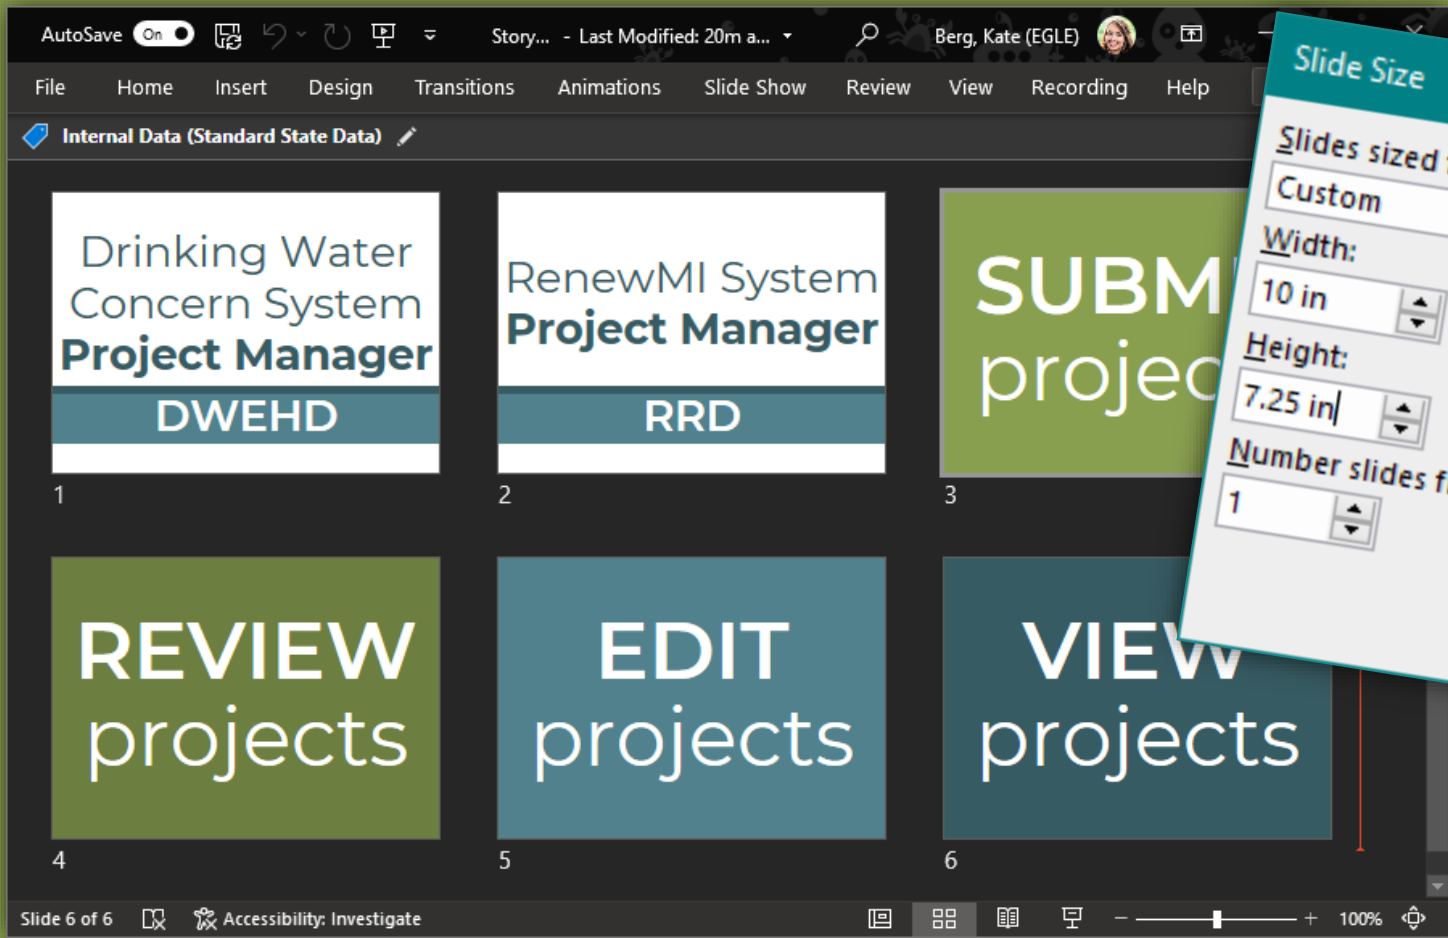 AutoSave On Story... - Last Modified: 20m a... Berg, Kate (EGLE)
File Home Insert Design Transitions Animations Slide Show Review View Recording Help
Internal Data (Standard State Data)
Drinking Water
Concern System
Project Manager
DWEHD
1
RenewMI System
Project Manager
RRD
2
SUBM
projec
3
REVIEW
projects
4
EDIT
projects
5
VIEW
projects
6
Slide Size
Slides sized
Custom
Width:
10 in
Height:
7.25 in
Number slides
1
Slide 6 of 6 Accessibility: Investigate 100%